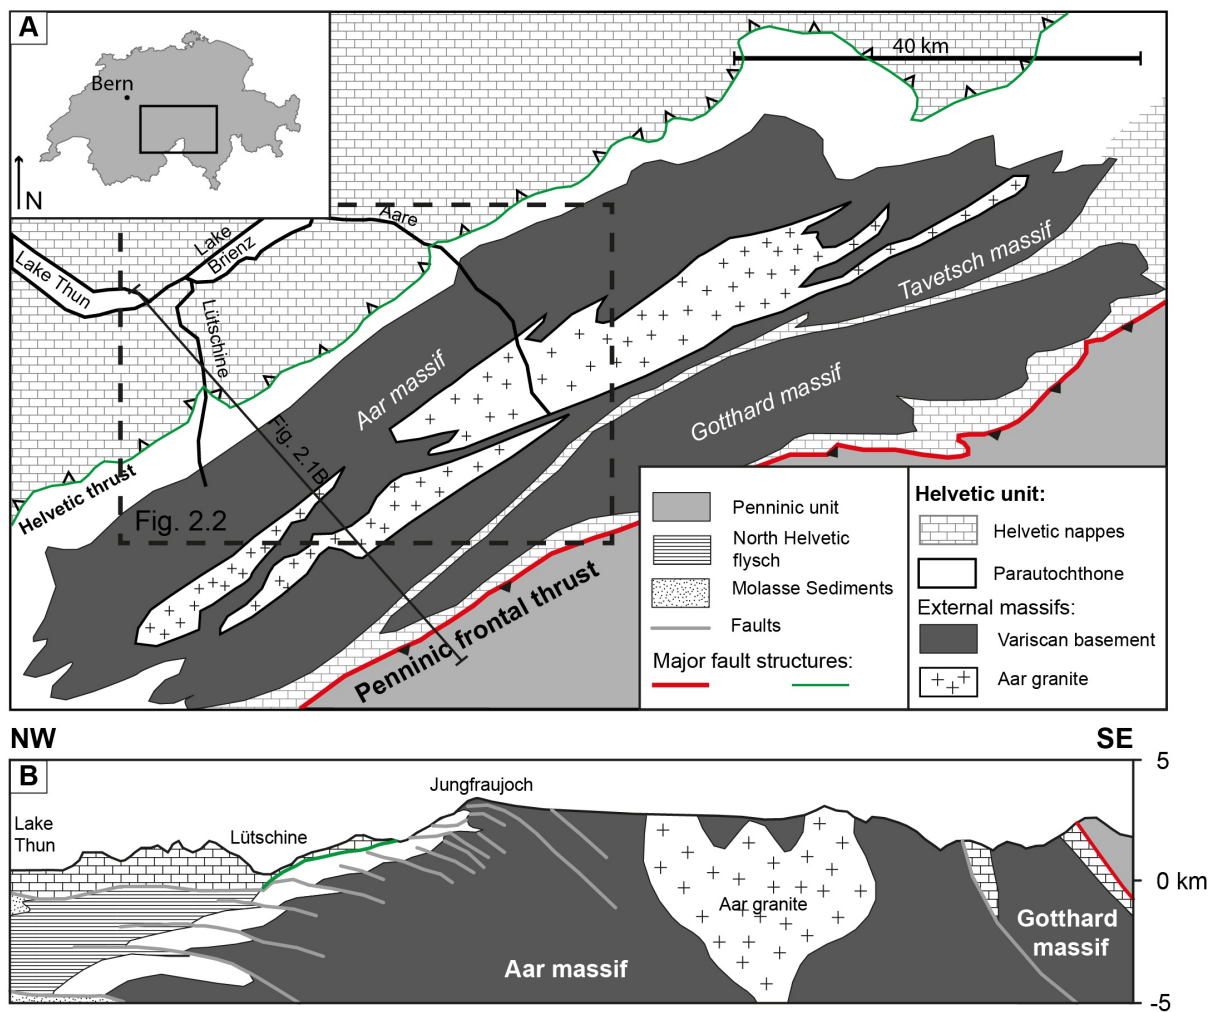 A
Bern
N
40 km
Aare
Lake
Brienz
Lake Thun
Lütschine
Tavetsch massif
Aar massif
Gotthard massif
Fig. 2.1B
Helvetic thrust
Fig. 2.2
Penninic frontal thrust
Penninic unit
North Helvetic
flysch
Molasse Sediments
Faults
Major fault structures:
Helvetic unit:
Helvetic nappes
Parautochthone
External massifs:
Variscan basement
Aar granite
NW
SE
B
5
Jungfraujoch
Lake
Thun
Lütschine
0 km
Aar granite
Gotthard
massif
Aar massif
-5